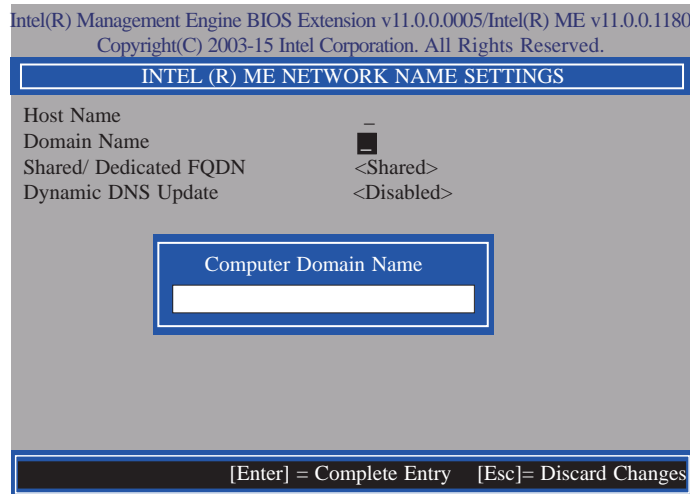 Intel(R) Management Engine BIOS Extension v11.0.0.0005/Intel(R) ME v11.0.0.1180
Copyright(C) 2003-15 Intel Corporation. All Rights Reserved.
INTEL (R) ME NETWORK NAME SETTINGS
Host Name _
Domain Name _
Shared/ Dedicated FQDN <Shared>
Dynamic DNS Update <Disabled>
Computer Domain Name
[Enter] = Complete Entry [Esc]= Discard Changes